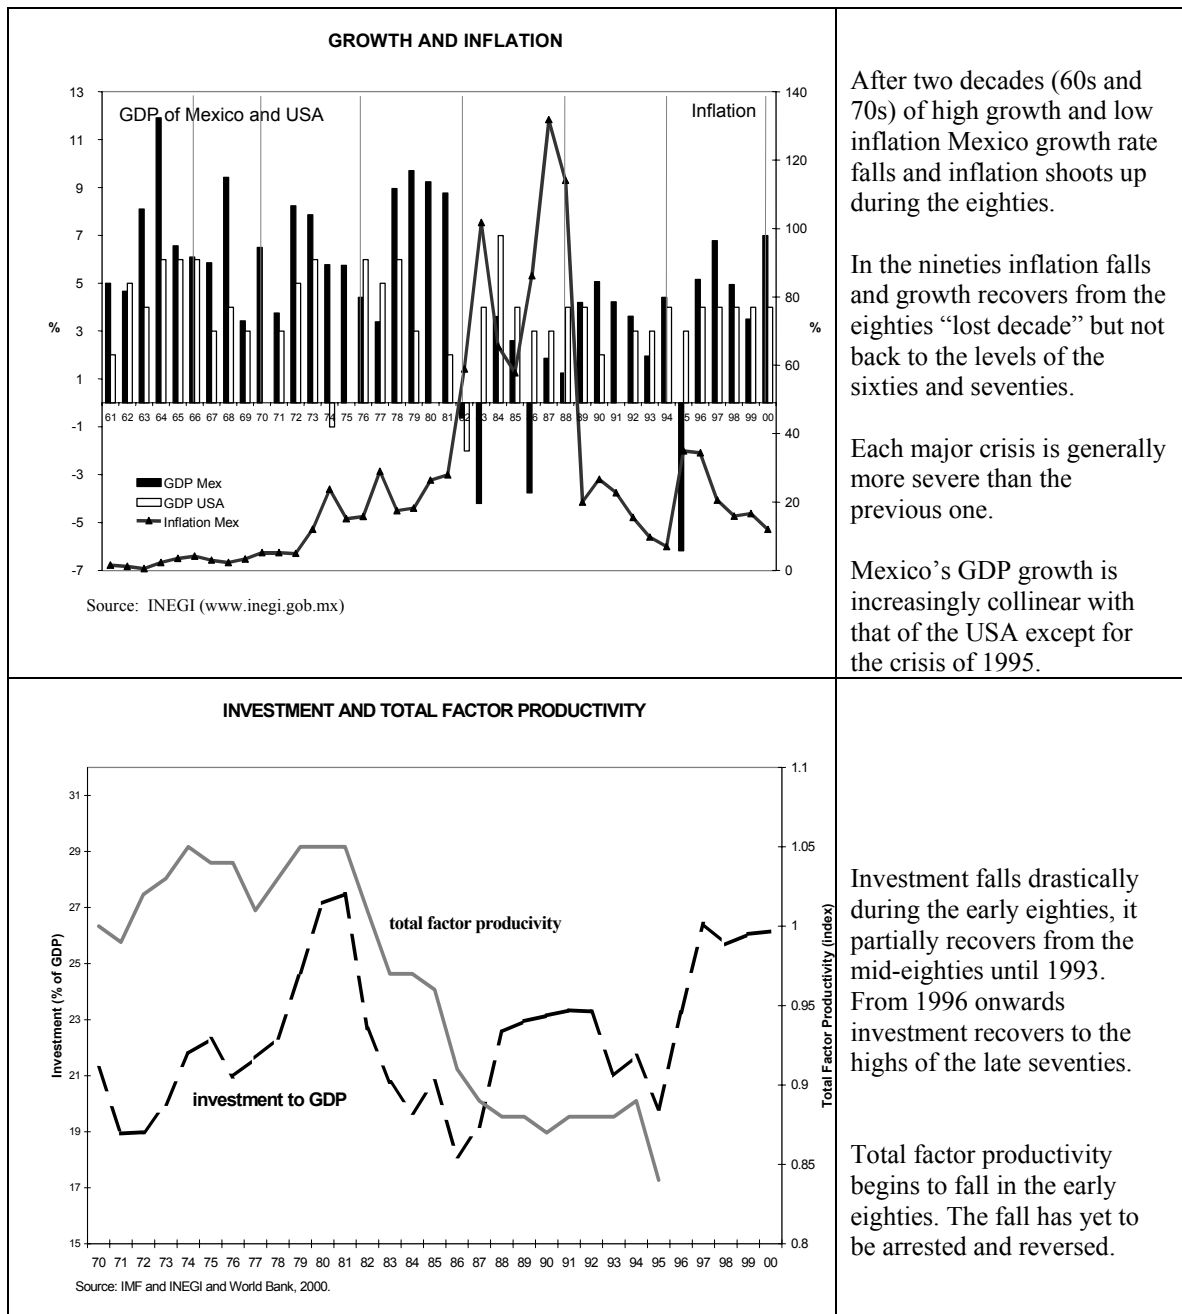 GROWTH AND INFLATION
GDP of Mexico and USA
Inflation
13
11
9
7
5
3
1
-1
-3
-5
-7
%
140
120
100
80
60
40
20
0
%
61 62 63 64 65 66 67 68 69 70 71 72 73 74 75 76 77 78 79 80 81 82 83 84 85 86 87 88 89 90 91 92 93 94 95 96 97 98 99 00
GDP Mex
GDP USA
Inflation Mex
Source: INEGI (www.inegi.gob.mx)
After two decades (60s and
70s) of high growth and low
inflation Mexico growth rate
falls and inflation shoots up
during the eighties.
In the nineties inflation falls
and growth recovers from the
eighties “lost decade” but not
back to the levels of the
sixties and seventies.
Each major crisis is generally
more severe than the
previous one.
Mexico’s GDP growth is
increasingly collinear with
that of the USA except for
the crisis of 1995.
INVESTMENT AND TOTAL FACTOR PRODUCTIVITY
Investment (% of GDP)
31
29
27
25
23
21
19
17
15
total factor producivity
investment to GDP
1.1
1.05
1
0.95
0.9
0.85
0.8
Total Factor Productivity (index)
70 71 72 73 74 75 76 77 78 79 80 81 82 83 84 85 86 87 88 89 90 91 92 93 94 95 96 97 98 99 00
Source: IMF and INEGI and World Bank, 2000.
Investment falls drastically
during the early eighties, it
partially recovers from the
mid-eighties until 1993.
From 1996 onwards
investment recovers to the
highs of the late seventies.
Total factor productivity
begins to fall in the early
eighties. The fall has yet to
be arrested and reversed.